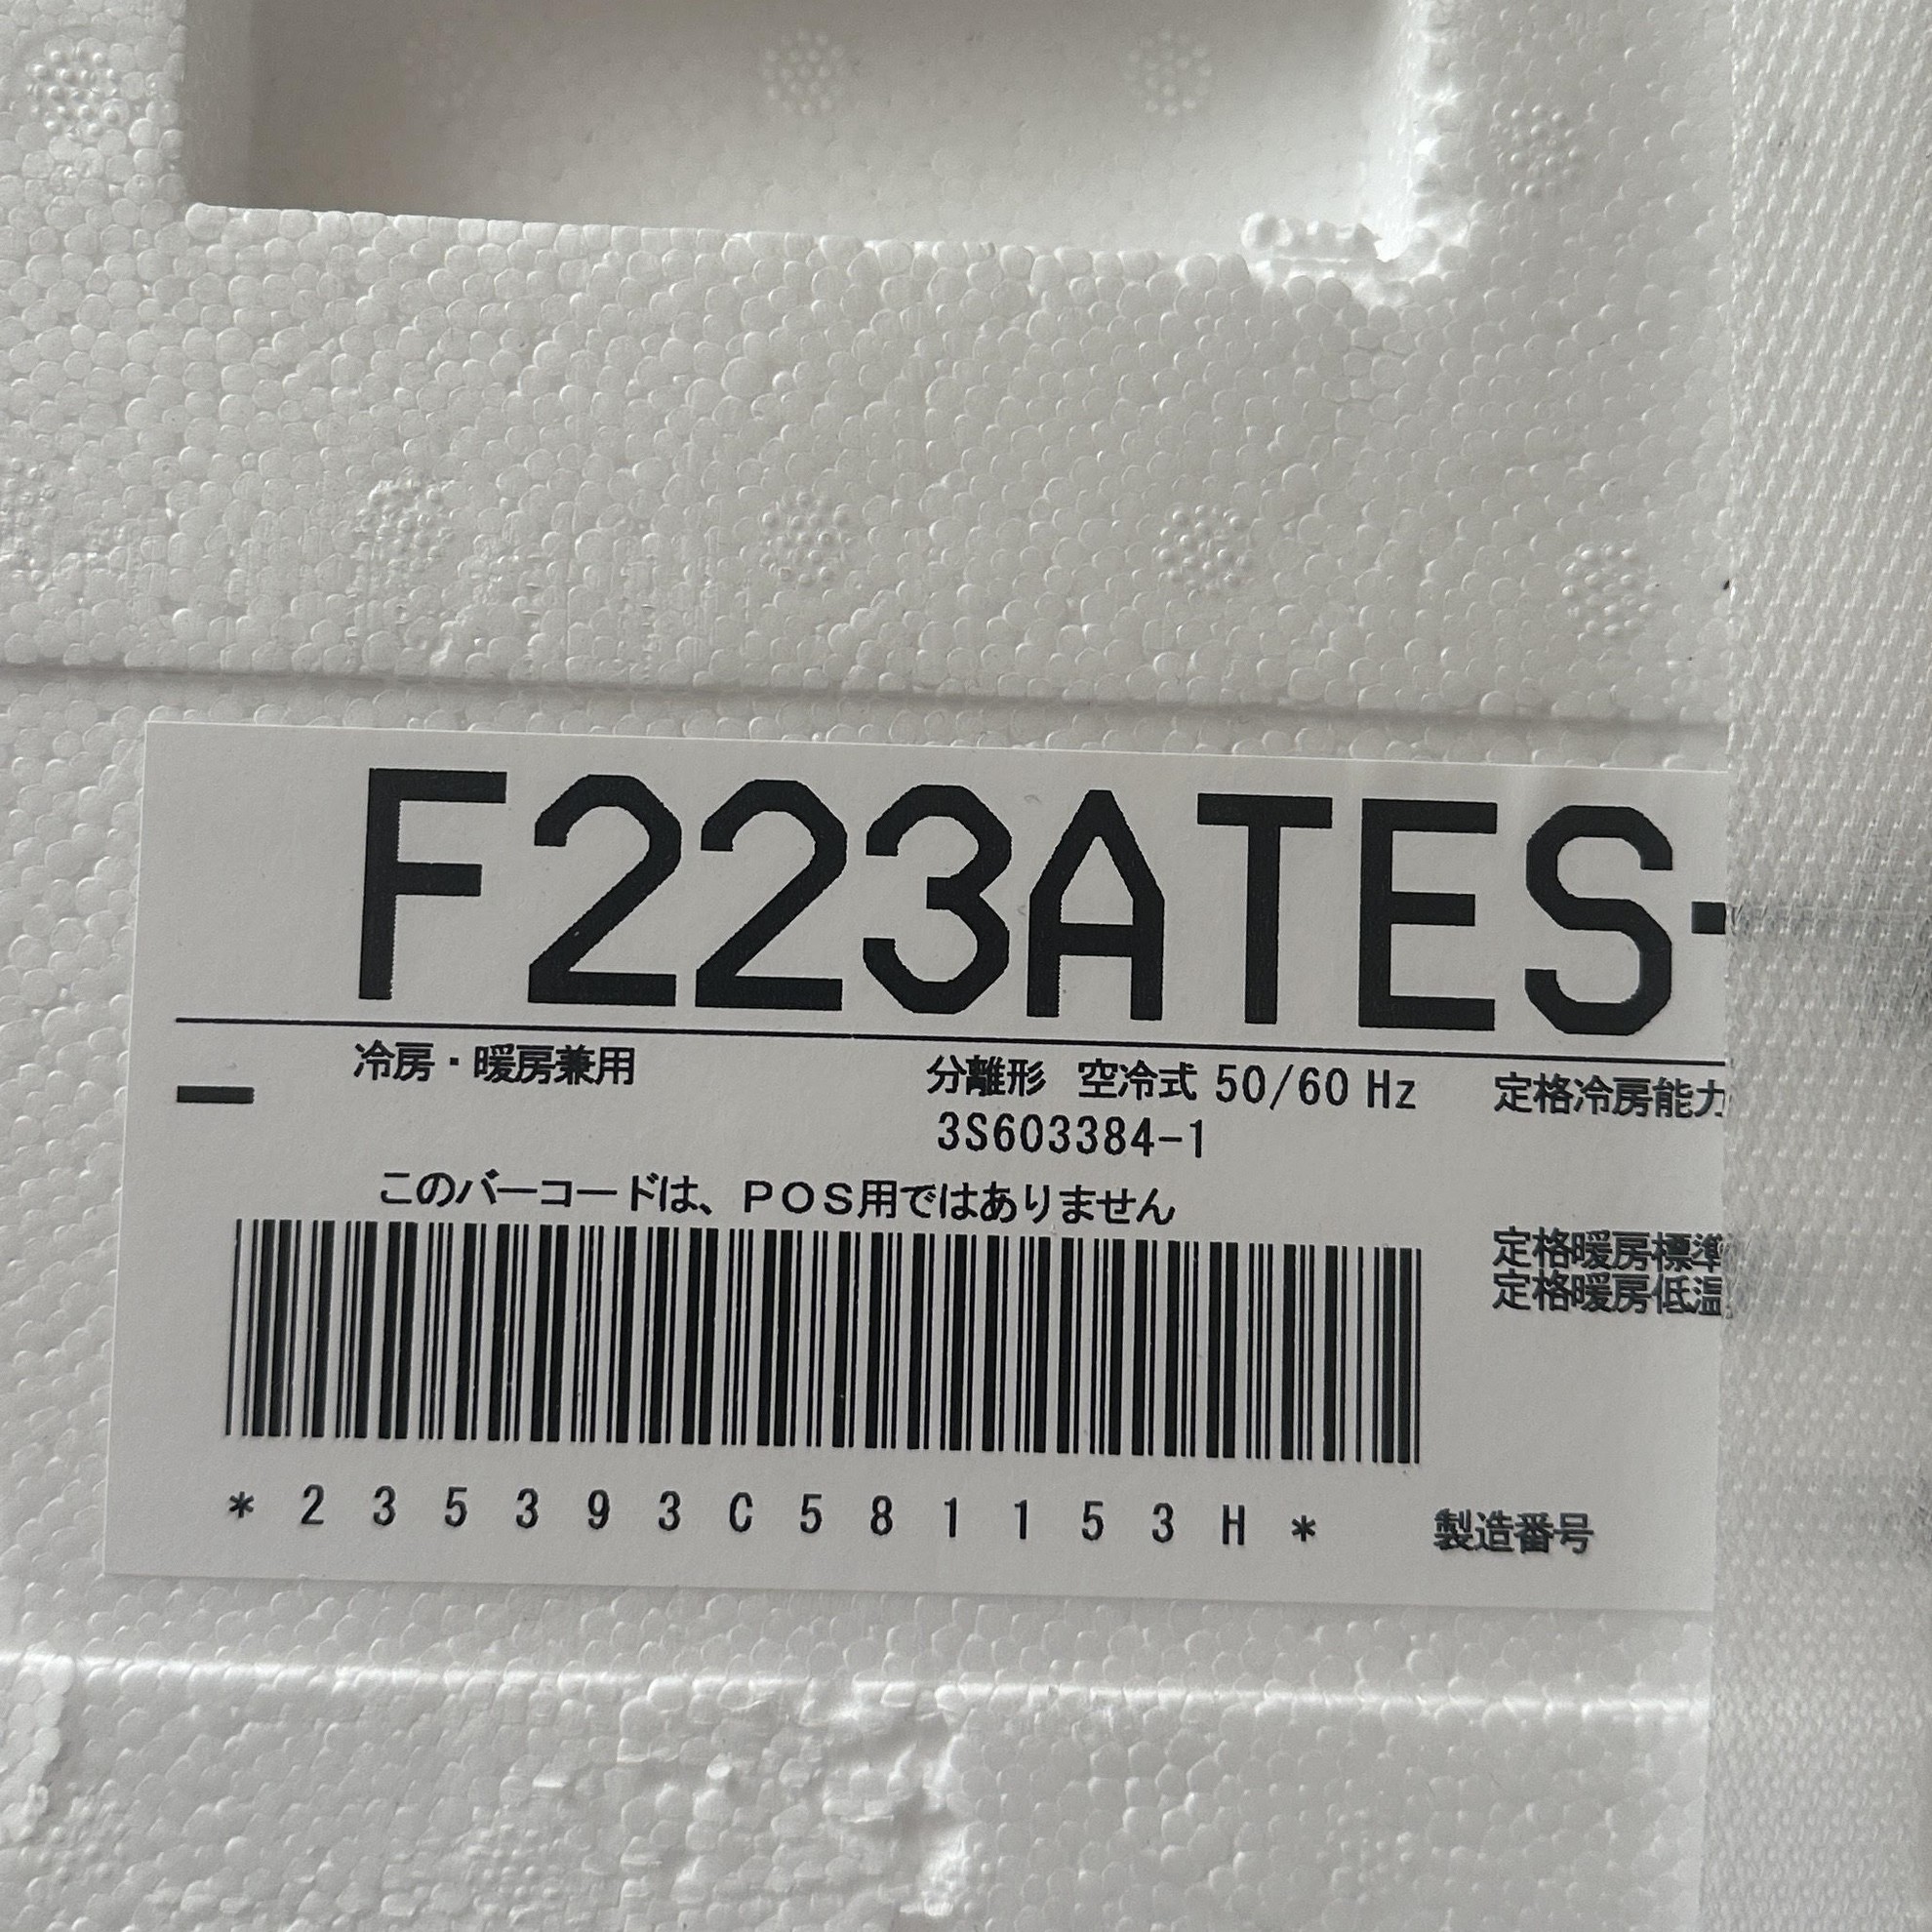 F223ATES-
冷房・暖房兼用
分離形 空冷式 50/60 Hz
定格冷房能力
3S603384-1
このバーコードは、POS用ではありません
定格暖房標準
定格暖房低温
*235393C581153H*
製造番号